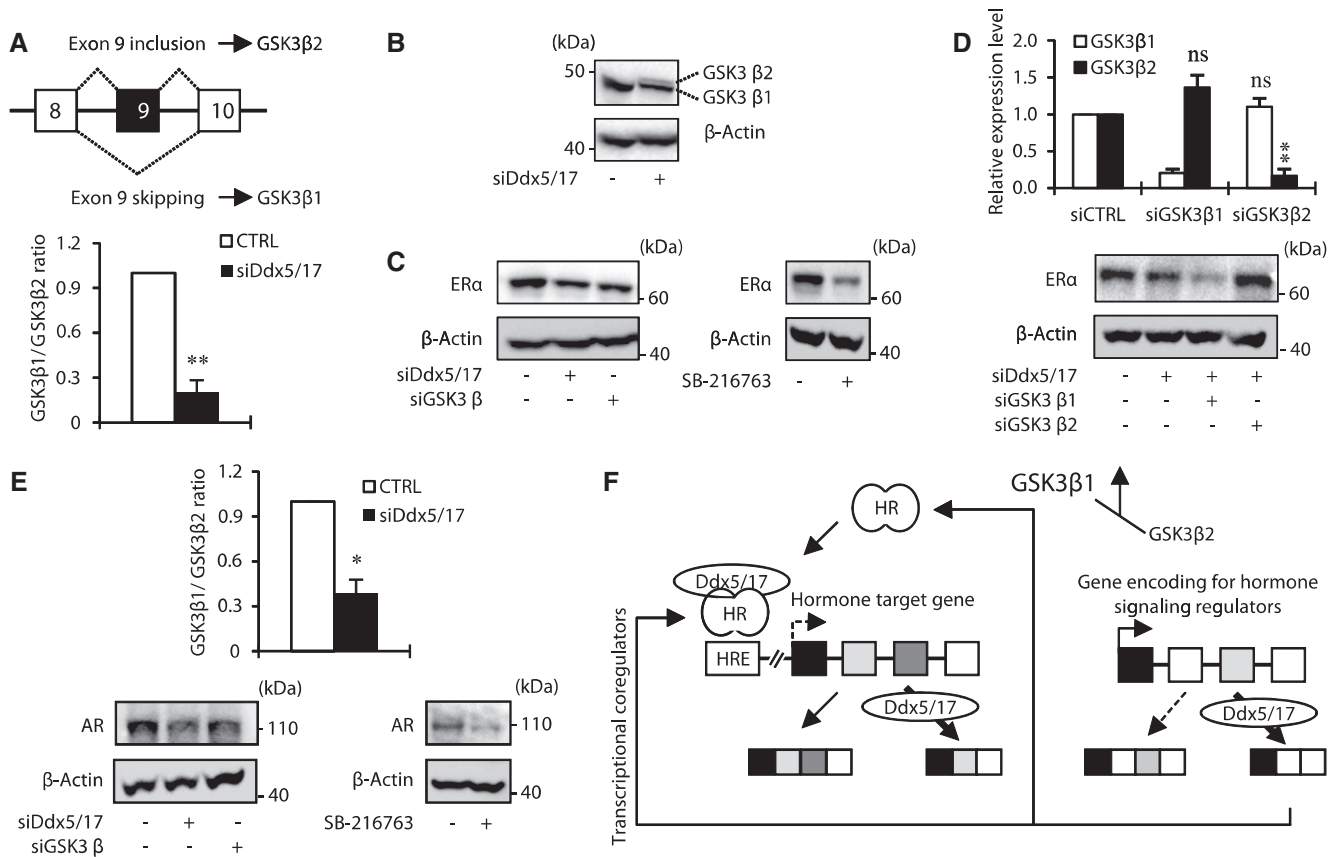 A
Exon 9 inclusion
GSK3β2
8
9
10
Exon 9 skipping
GSK3β1
GSK3β1/ GSK3β2 ratio
1.2
0.9
0.6
0.3
0
CTRL
siDdx5/17
**
B
(kDa)
50
GSK3 β2
GSK3 β1
β-Actin
40
siDdx5/17
- +
C
(kDa)
ERα
60
β-Actin
40
siDdx5/17 - + -
siGSK3 β - - +
(kDa)
ERα
60
β-Actin
40
SB-216763 - +
D
Relative expression level
2.0
1.5
1.0
0.5
0.0
GSK3β1
GSK3β2
ns
ns
**
siCTRL siGSK3β1 siGSK3β2
(kDa)
ERα
60
β-Actin
40
siDdx5/17 - + + +
siGSK3 β1 - - + -
siGSK3 β2 - - - +
E
GSK3β1/ GSK3β2 ratio
1.2
0.9
0.6
0.3
0
CTRL
siDdx5/17
*
(kDa)
AR
110
β-Actin
40
siDdx5/17 - + -
siGSK3 β - - +
(kDa)
AR
110
β-Actin
40
SB-216763 - +
F
GSK3β1
GSK3β2
HR
Ddx5/17
HR
HRE
Hormone target gene
Ddx5/17
Gene encoding for hormone
signaling regulators
Ddx5/17
Transcriptional coregulators